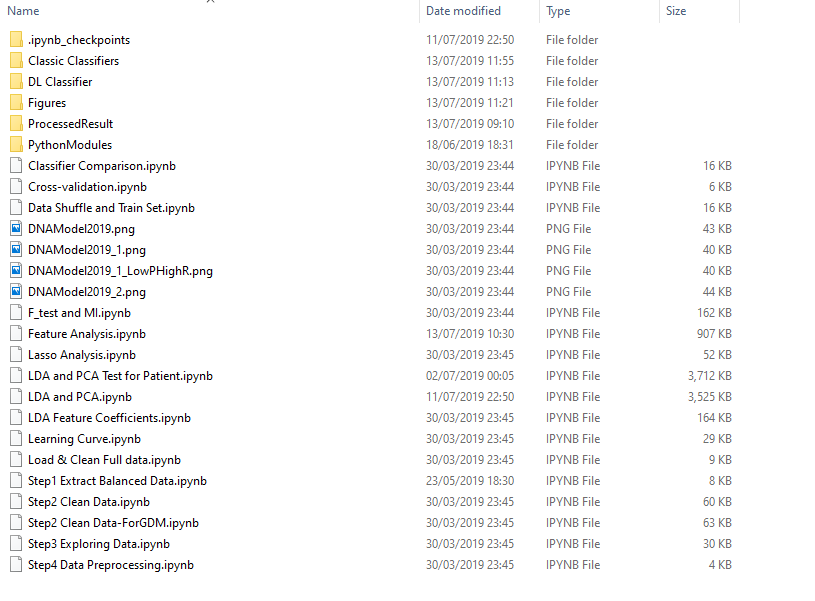 Name Date modified Type Size
.ipynb_checkpoints 11/07/2019 22:50 File folder
Classic Classifiers 13/07/2019 11:55 File folder
DL Classifier 13/07/2019 11:13 File folder
Figures 13/07/2019 11:21 File folder
ProcessedResult 13/07/2019 09:10 File folder
PythonModules 18/06/2019 18:31 File folder
Classifier Comparison.ipynb 30/03/2019 23:44 IPYNB File 16 KB
Cross-validation.ipynb 30/03/2019 23:44 IPYNB File 6 KB
Data Shuffle and Train Set.ipynb 30/03/2019 23:44 IPYNB File 16 KB
DNAModel2019.png 30/03/2019 23:44 PNG File 43 KB
DNAModel2019_1.png 30/03/2019 23:44 PNG File 40 KB
DNAModel2019_1_LowPHighR.png 30/03/2019 23:44 PNG File 40 KB
DNAModel2019_2.png 30/03/2019 23:44 PNG File 44 KB
F_test and MI.ipynb 30/03/2019 23:44 IPYNB File 162 KB
Feature Analysis.ipynb 13/07/2019 10:30 IPYNB File 907 KB
Lasso Analysis.ipynb 30/03/2019 23:45 IPYNB File 52 KB
LDA and PCA Test for Patient.ipynb 02/07/2019 00:05 IPYNB File 3,712 KB
LDA and PCA.ipynb 11/07/2019 22:50 IPYNB File 3,525 KB
LDA Feature Coefficients.ipynb 30/03/2019 23:45 IPYNB File 164 KB
Learning Curve.ipynb 30/03/2019 23:45 IPYNB File 29 KB
Load & Clean Full data.ipynb 30/03/2019 23:45 IPYNB File 9 KB
Step1 Extract Balanced Data.ipynb 23/05/2019 18:30 IPYNB File 8 KB
Step2 Clean Data.ipynb 30/03/2019 23:45 IPYNB File 60 KB
Step2 Clean Data-ForGDM.ipynb 30/03/2019 23:45 IPYNB File 63 KB
Step3 Exploring Data.ipynb 30/03/2019 23:45 IPYNB File 30 KB
Step4 Data Preprocessing.ipynb 30/03/2019 23:45 IPYNB File 4 KB